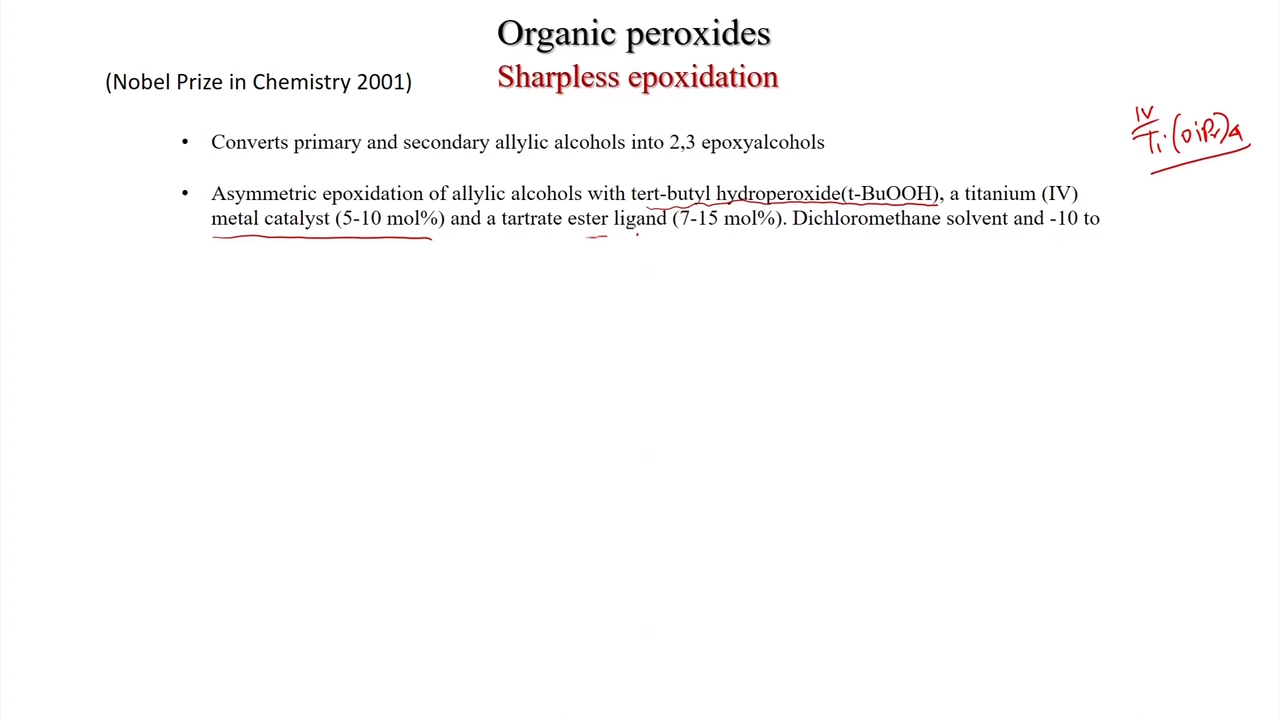 Organic peroxides
(Nobel Prize in Chemistry 2001) Sharpless epoxidation
IV
Ti(OiPr)4
• Converts primary and secondary allylic alcohols into 2,3 epoxyalcohols
• Asymmetric epoxidation of allylic alcohols with tert-butyl hydroperoxide(t-BuOOH), a titanium (IV)
metal catalyst (5-10 mol%) and a tartrate ester ligand (7-15 mol%). Dichloromethane solvent and -10 to